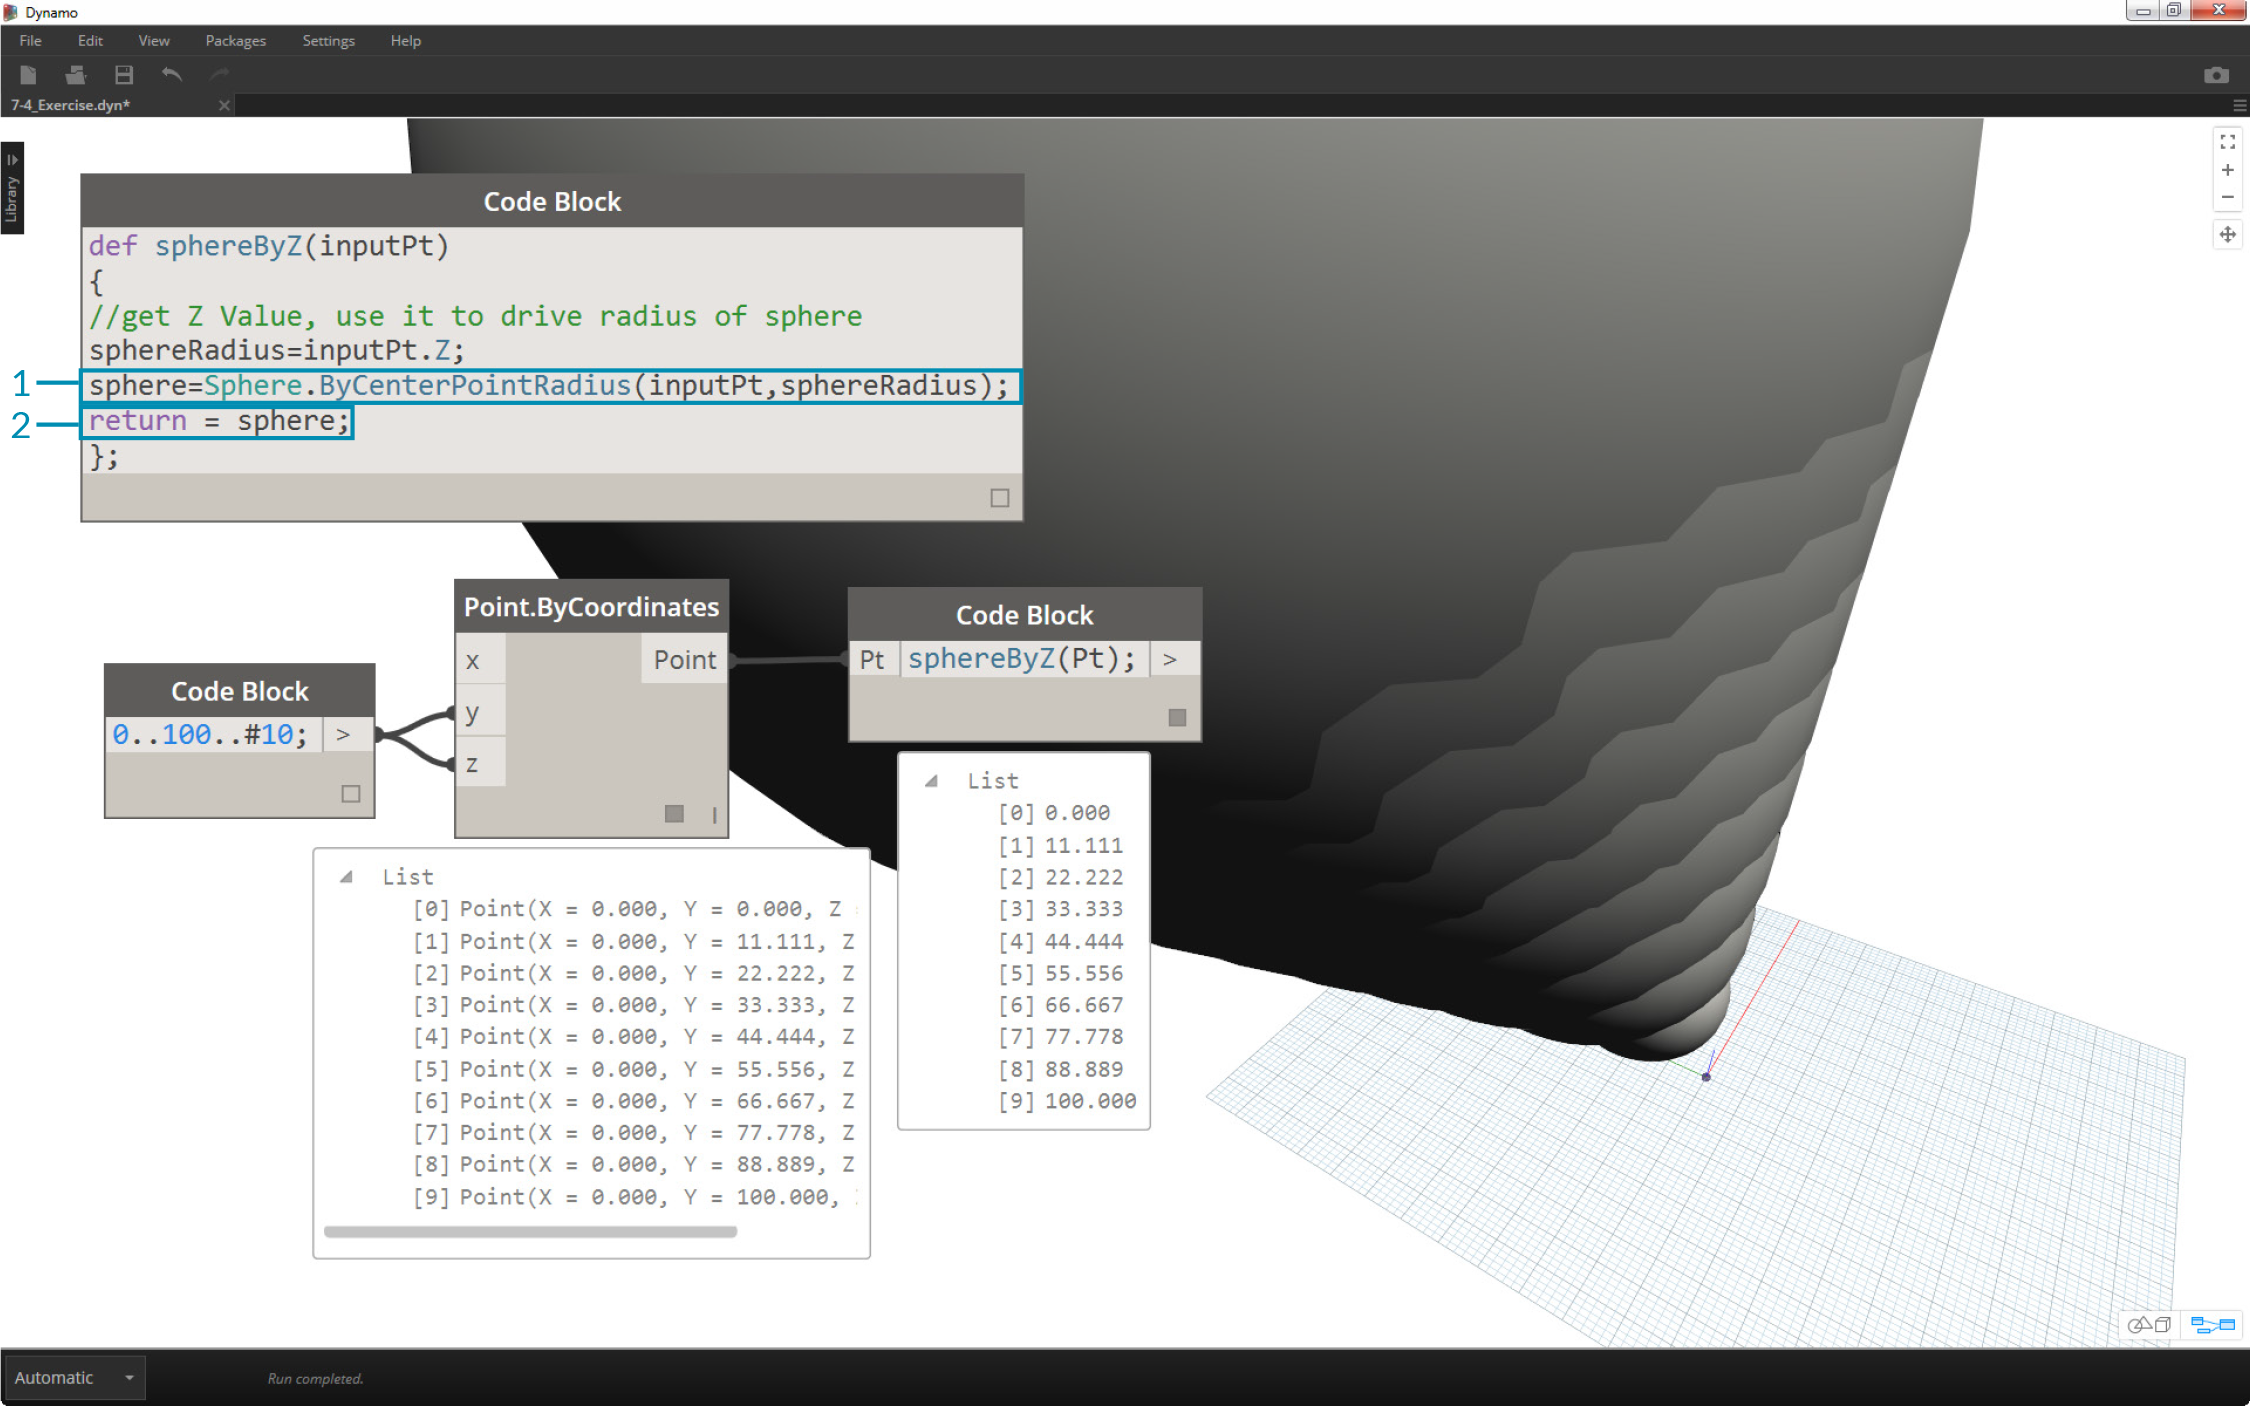 Dynamo
File Edit View Packages Settings Help
7-4_Exercise.dyn*
Library
Code Block
def sphereByZ(inputPt)
{
//get Z Value, use it to drive radius of sphere
sphereRadius=inputPt.Z;
1 sphere=Sphere.ByCenterPointRadius(inputPt,sphereRadius);
2 return = sphere;
};
Code Block
0..100..#10; >
Point.ByCoordinates
x Point
y
z
Code Block
Pt sphereByZ(Pt); >
List
[0] Point(X = 0.000, Y = 0.000, Z
[1] Point(X = 0.000, Y = 11.111, Z
[2] Point(X = 0.000, Y = 22.222, Z
[3] Point(X = 0.000, Y = 33.333, Z
[4] Point(X = 0.000, Y = 44.444, Z
[5] Point(X = 0.000, Y = 55.556, Z
[6] Point(X = 0.000, Y = 66.667, Z
[7] Point(X = 0.000, Y = 77.778, Z
[8] Point(X = 0.000, Y = 88.889, Z
[9] Point(X = 0.000, Y = 100.000,
List
[0] 0.000
[1] 11.111
[2] 22.222
[3] 33.333
[4] 44.444
[5] 55.556
[6] 66.667
[7] 77.778
[8] 88.889
[9] 100.000
Automatic
Run completed.